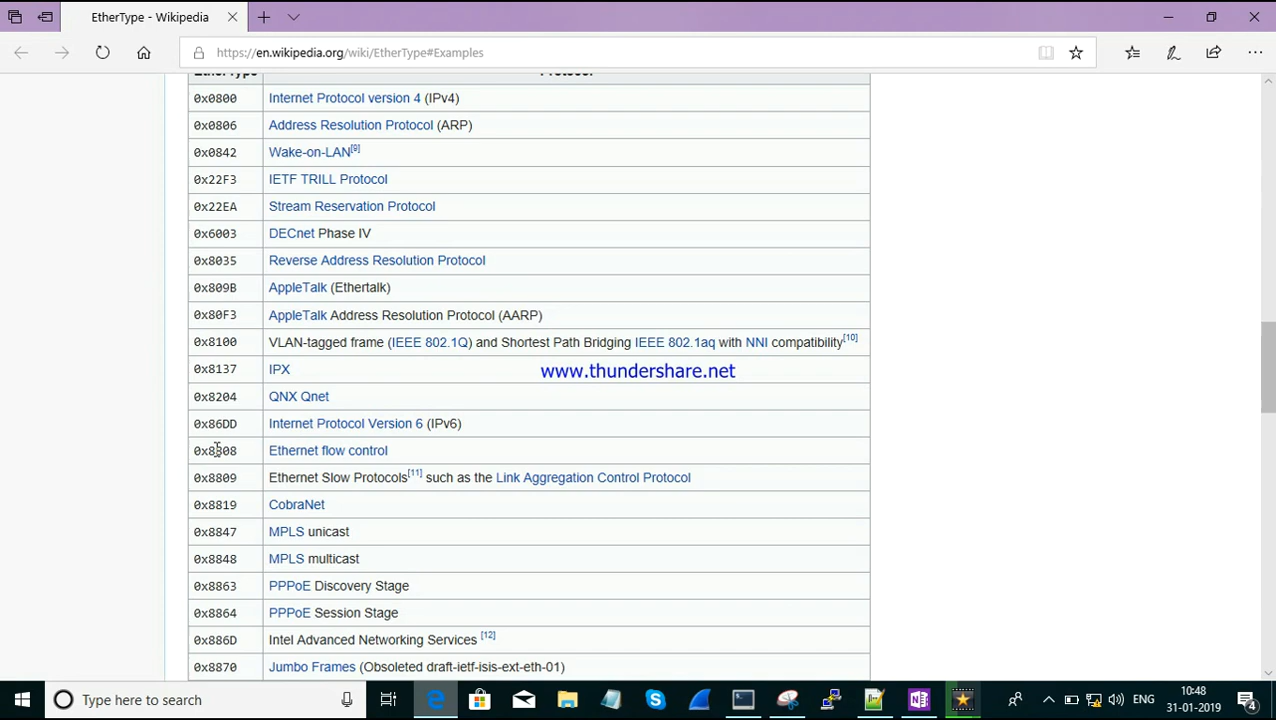 EtherType - Wikipedia
https://en.wikipedia.org/wiki/EtherType#Examples
EtherType Protocol
0x0800 Internet Protocol version 4 (IPv4)
0x0806 Address Resolution Protocol (ARP)
0x0842 Wake-on-LAN[9]
0x22F3 IETF TRILL Protocol
0x22EA Stream Reservation Protocol
0x6003 DECnet Phase IV
0x8035 Reverse Address Resolution Protocol
0x809B AppleTalk (Ethertalk)
0x80F3 AppleTalk Address Resolution Protocol (AARP)
0x8100 VLAN-tagged frame (IEEE 802.1Q) and Shortest Path Bridging IEEE 802.1aq with NNI compatibility[10]
0x8137 IPX
www.thundershare.net
0x8204 QNX Qnet
0x86DD Internet Protocol Version 6 (IPv6)
0x8808 Ethernet flow control
0x8809 Ethernet Slow Protocols[11] such as the Link Aggregation Control Protocol
0x8819 CobraNet
0x8847 MPLS unicast
0x8848 MPLS multicast
0x8863 PPPoE Discovery Stage
0x8864 PPPoE Session Stage
0x886D Intel Advanced Networking Services [12]
0x8870 Jumbo Frames (Obsoleted draft-ietf-isis-ext-eth-01)
Type here to search
ENG
10:48
31-01-2019
4